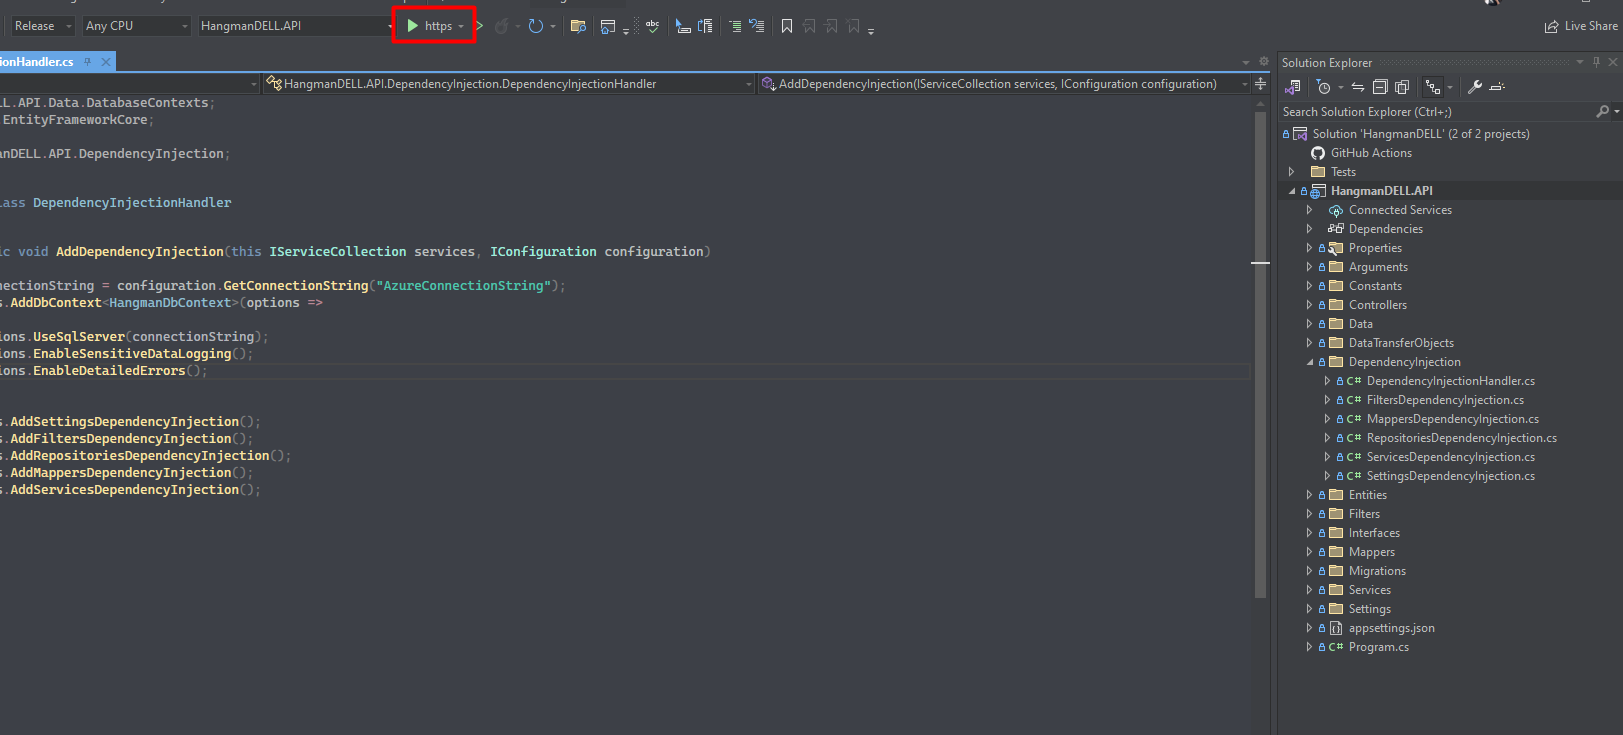 Release Any CPU HangmanDELL.API https Live Share
ionHandler.cs
HangmanDELL.API.DependencyInjection.DependencyInjectionHandler AddDependencyInjection(IServiceCollection services, IConfiguration configuration)
L.API.Data.DatabaseContexts;
EntityFrameworkCore;
anDELL.API.DependencyInjection;
ass DependencyInjectionHandler
ic void AddDependencyInjection(this IServiceCollection services, IConfiguration configuration)
nectionString = configuration.GetConnectionString("AzureConnectionString");
s.AddDbContext<HangmanDbContext>(options =>
ions.UseSqlServer(connectionString);
ions.EnableSensitiveDataLogging();
ions.EnableDetailedErrors();
s.AddSettingsDependencyInjection();
s.AddFiltersDependencyInjection();
s.AddRepositoriesDependencyInjection();
s.AddMappersDependencyInjection();
s.AddServicesDependencyInjection();
Solution Explorer
Search Solution Explorer (Ctrl+;)
Solution 'HangmanDELL' (2 of 2 projects)
GitHub Actions
Tests
HangmanDELL.API
Connected Services
Dependencies
Properties
Arguments
Constants
Controllers
Data
DataTransferObjects
DependencyInjection
C# DependencyInjectionHandler.cs
C# FiltersDependencyInjection.cs
C# MappersDependencyInjection.cs
C# RepositoriesDependencyInjection.cs
C# ServicesDependencyInjection.cs
C# SettingsDependencyInjection.cs
Entities
Filters
Interfaces
Mappers
Migrations
Services
Settings
appsettings.json
C# Program.cs